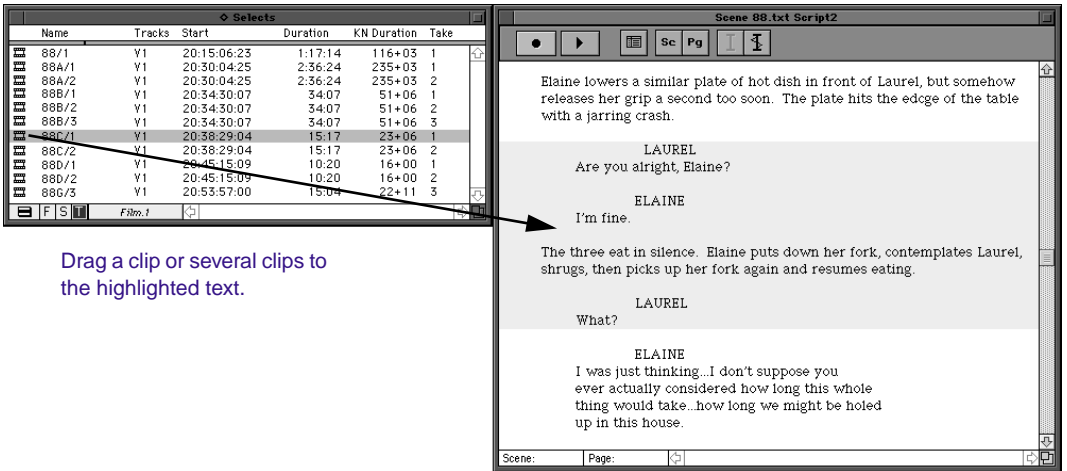 ◇ Selects
Name Tracks Start Duration KN Duration Take
88/1 V1 20:15:06:23 1:17:14 116+03 1
88A/1 V1 20:30:04:25 2:36:24 235+03 1
88A/2 V1 20:30:04:25 2:36:24 235+03 2
88B/1 V1 20:34:30:07 34:07 51+06 1
88B/2 V1 20:34:30:07 34:07 51+06 2
88B/3 V1 20:34:30:07 34:07 51+06 3
88C/1 V1 20:38:29:04 15:17 23+06 1
88C/2 V1 20:38:29:04 15:17 23+06 2
88D/1 V1 20:45:15:09 10:20 16+00 1
88D/2 V1 20:45:15:09 10:20 16+00 2
88G/3 V1 20:53:57:00 15:04 22+11 3
F S T Film.1
Drag a clip or several clips to
the highlighted text.
Scene 88.txt Script2
Sc Pg
Elaine lowers a similar plate of hot dish in front of Laurel, but somehow
releases her grip a second too soon. The plate hits the edcge of the table
with a jarring crash.
LAUREL
Are you alright, Elaine?
ELAINE
I'm fine.
The three eat in silence. Elaine puts down her fork, contemplates Laurel,
shrugs, then picks up her fork again and resumes eating.
LAUREL
What?
ELAINE
I was just thinking...I don't suppose you
ever actually considered how long this whole
thing would take...how long we might be holed
up in this house.
Scene: Page: